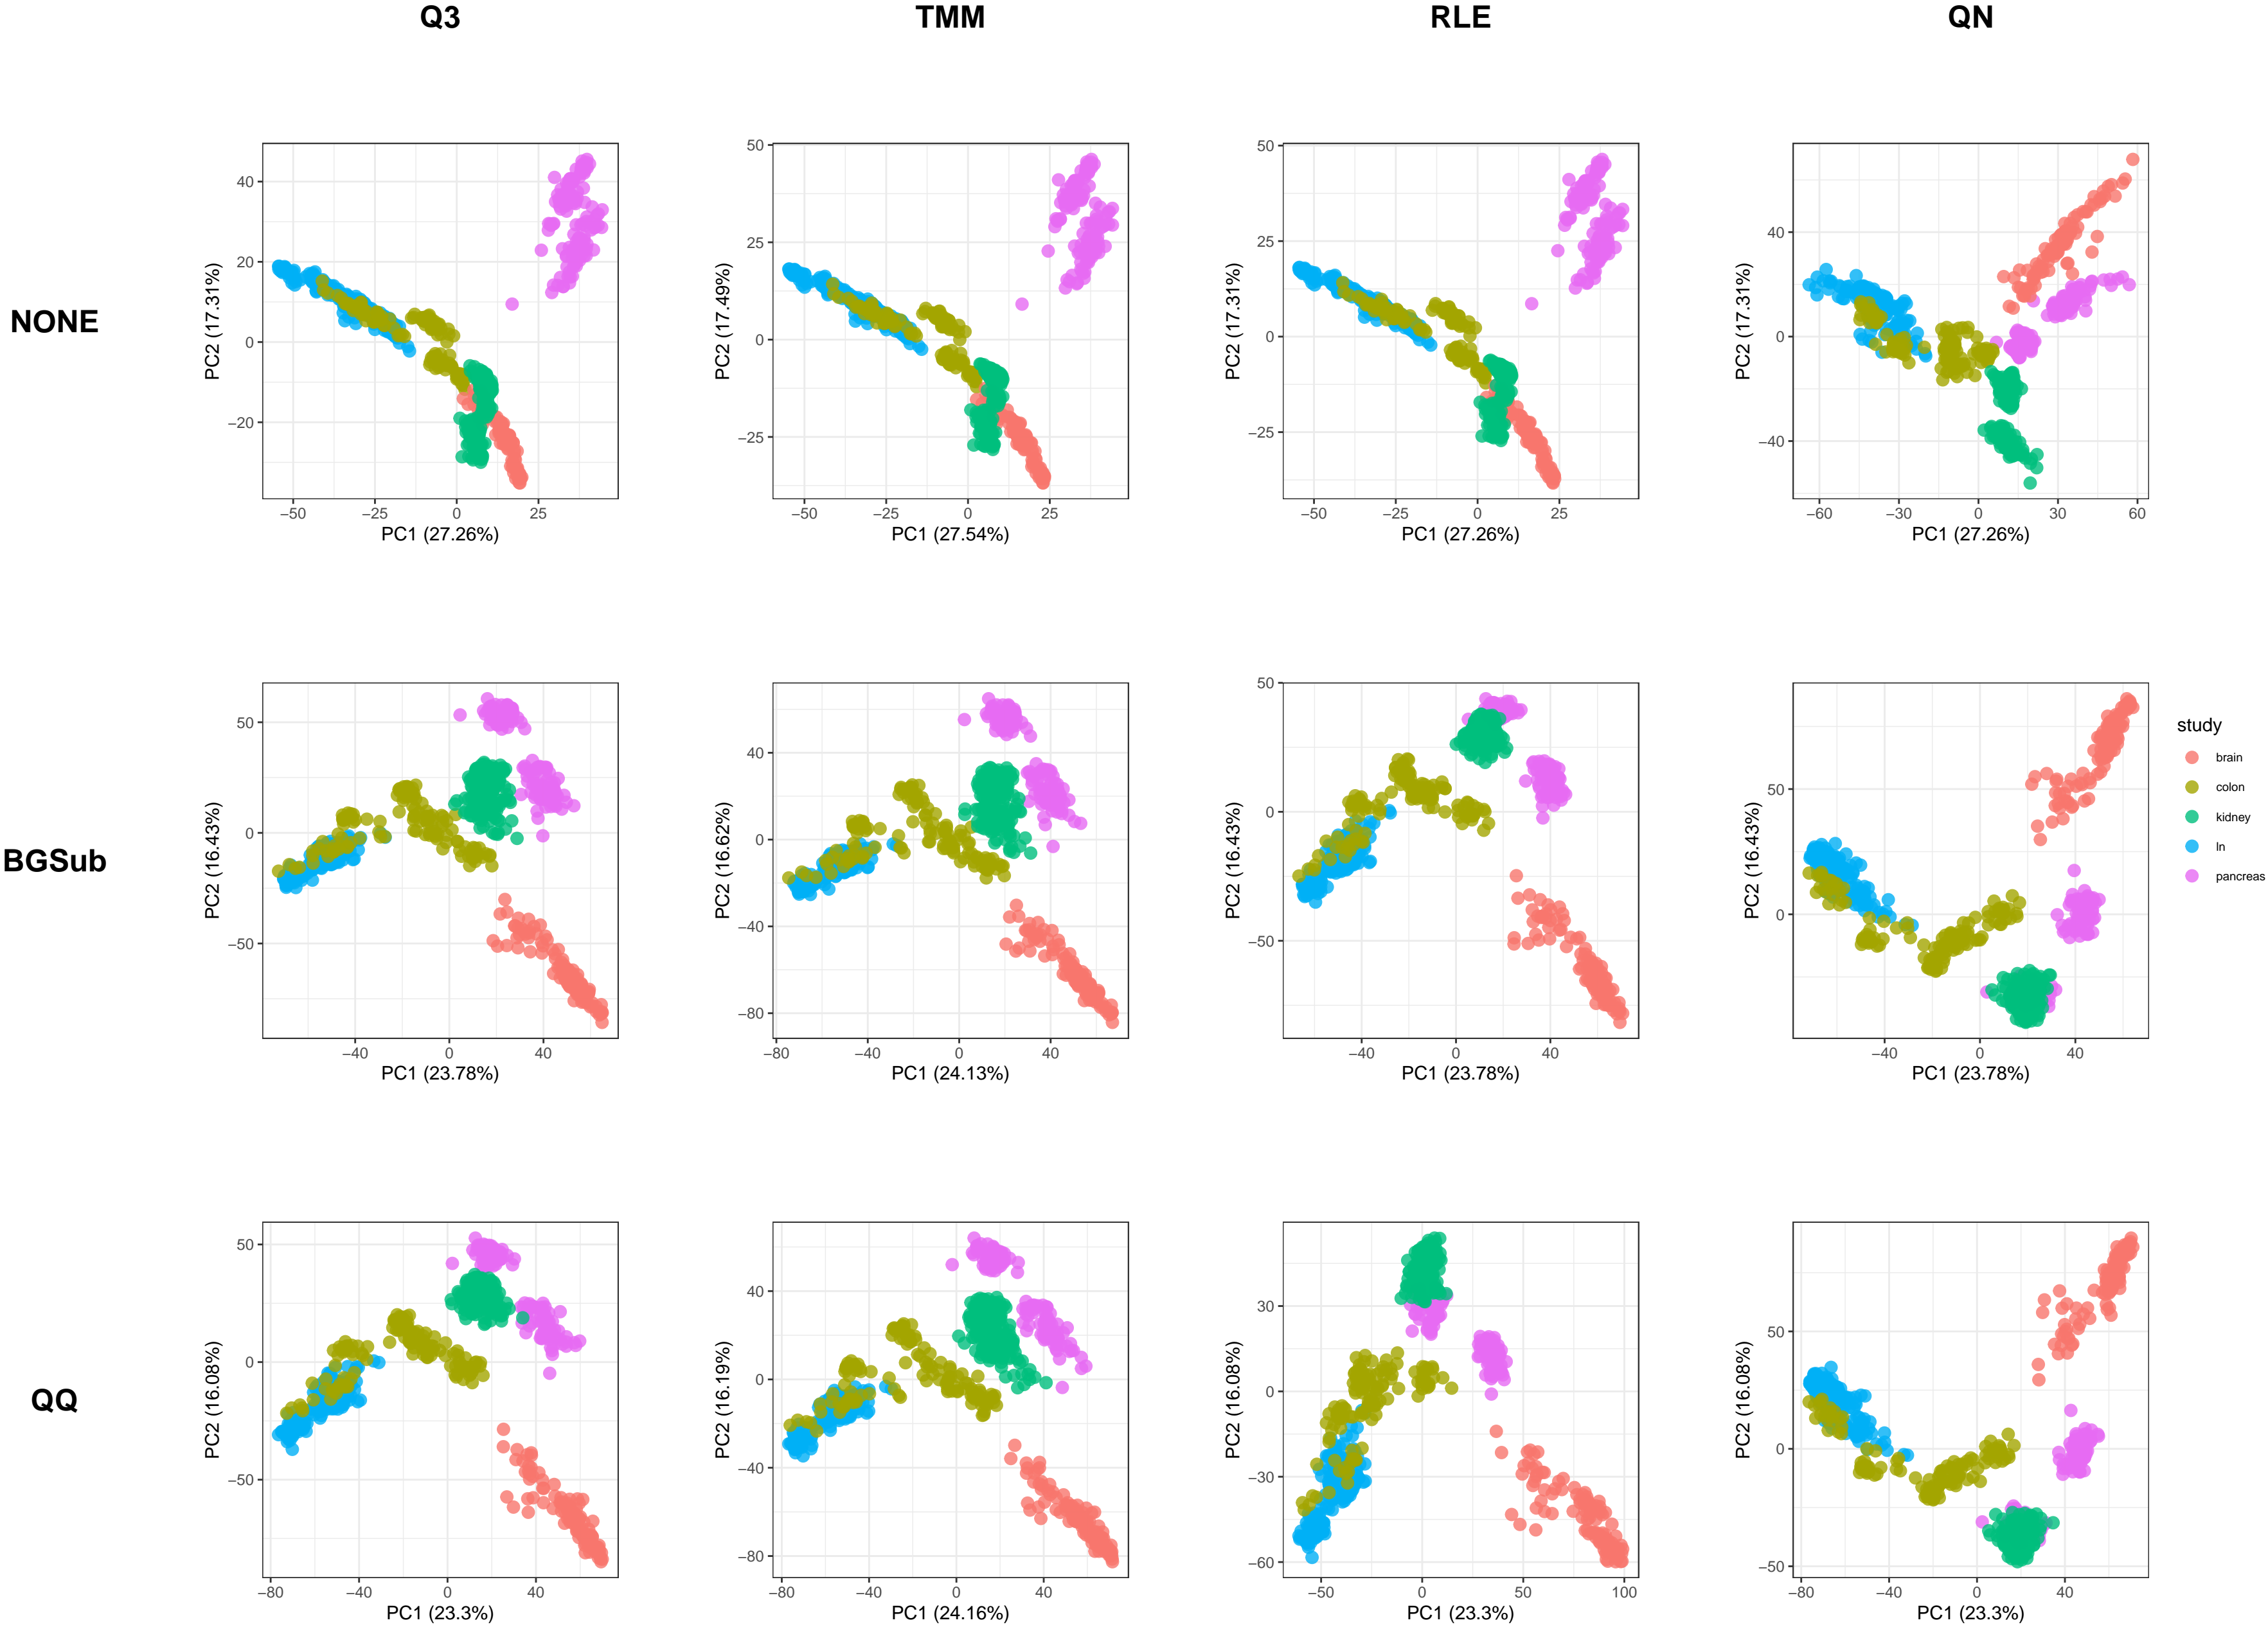 Q3 TMM RLE QN
NONE
40
20
0
−20
−50 −25 0 25
PC1 (27.26%)
PC2 (17.31%)
50
25
0
−25
−50 −25 0 25
PC1 (27.54%)
PC2 (17.49%)
50
25
0
−25
−50 −25 0 25
PC1 (27.26%)
PC2 (17.31%)
40
0
−40
−60 −30 0 30 60
PC1 (27.26%)
PC2 (17.31%)
BGSub
50
0
−50
−40 0 40
PC1 (23.78%)
PC2 (16.43%)
40
0
−40
−80
−80 −40 0 40
PC1 (24.13%)
PC2 (16.62%)
50
0
−50
−40 0 40
PC1 (23.78%)
PC2 (16.43%)
50
0
−40 0 40
PC1 (23.78%)
PC2 (16.43%)
study
brain
colon
kidney
ln
pancreas
QQ
50
0
−50
−80 −40 0 40
PC1 (23.3%)
PC2 (16.08%)
40
0
−40
−80
−80 −40 0 40
PC1 (24.16%)
PC2 (16.19%)
30
0
−30
−60
−50 0 50 100
PC1 (23.3%)
PC2 (16.08%)
50
0
−50
−80 −40 0 40
PC1 (23.3%)
PC2 (16.08%)